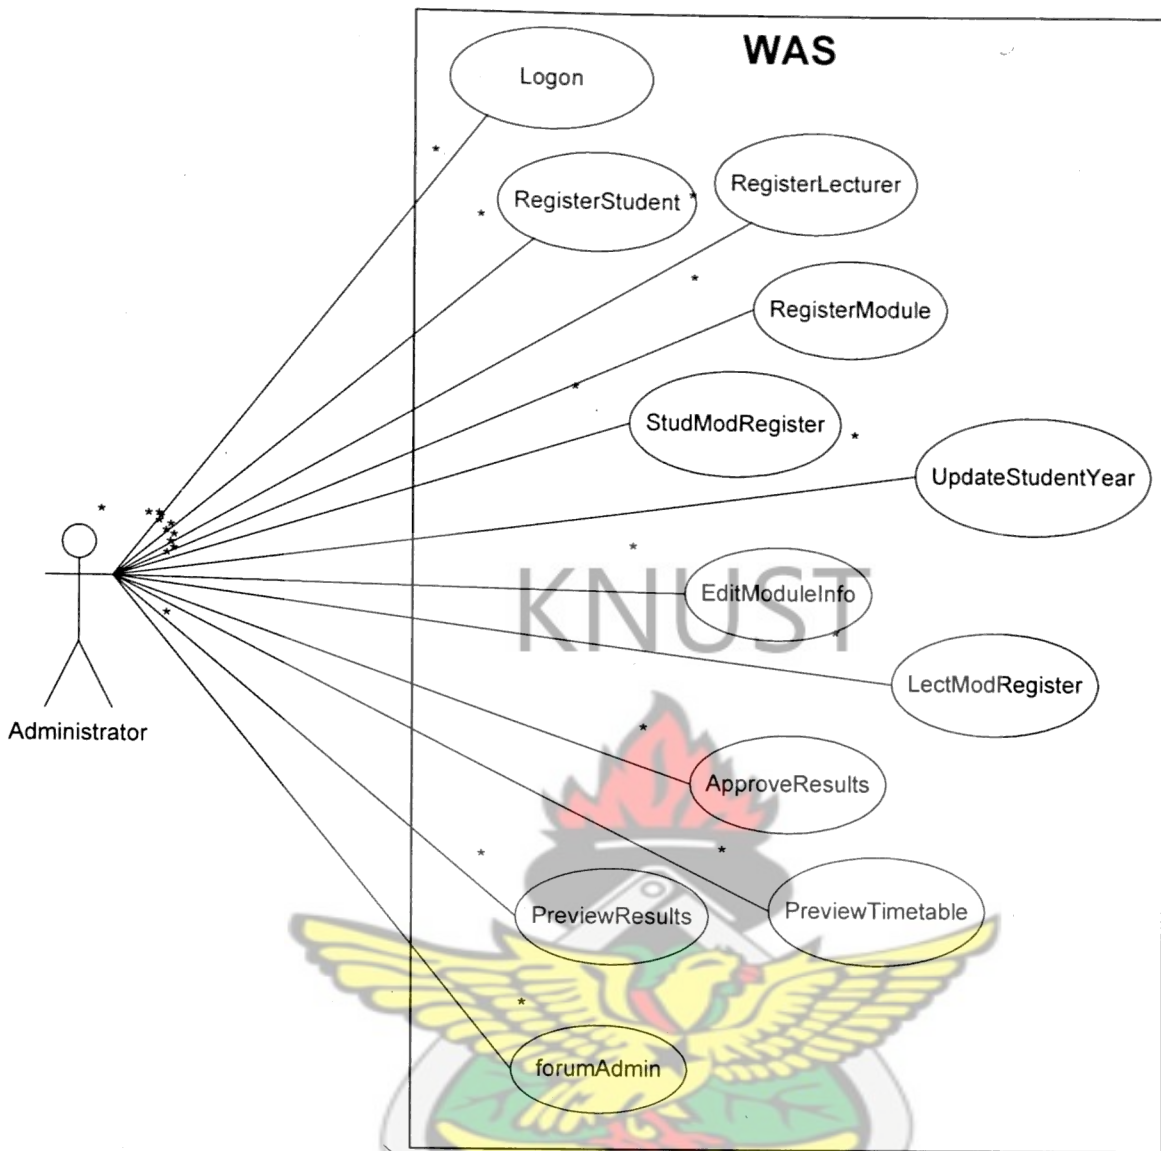 WAS
Logon
RegisterLecturer
RegisterStudent
RegisterModule
StudModRegister
UpdateStudentYear
KNUST
EditModuleInfo
LectModRegister
Administrator
ApproveResults
PreviewResults
PreviewTimetable
forumAdmin